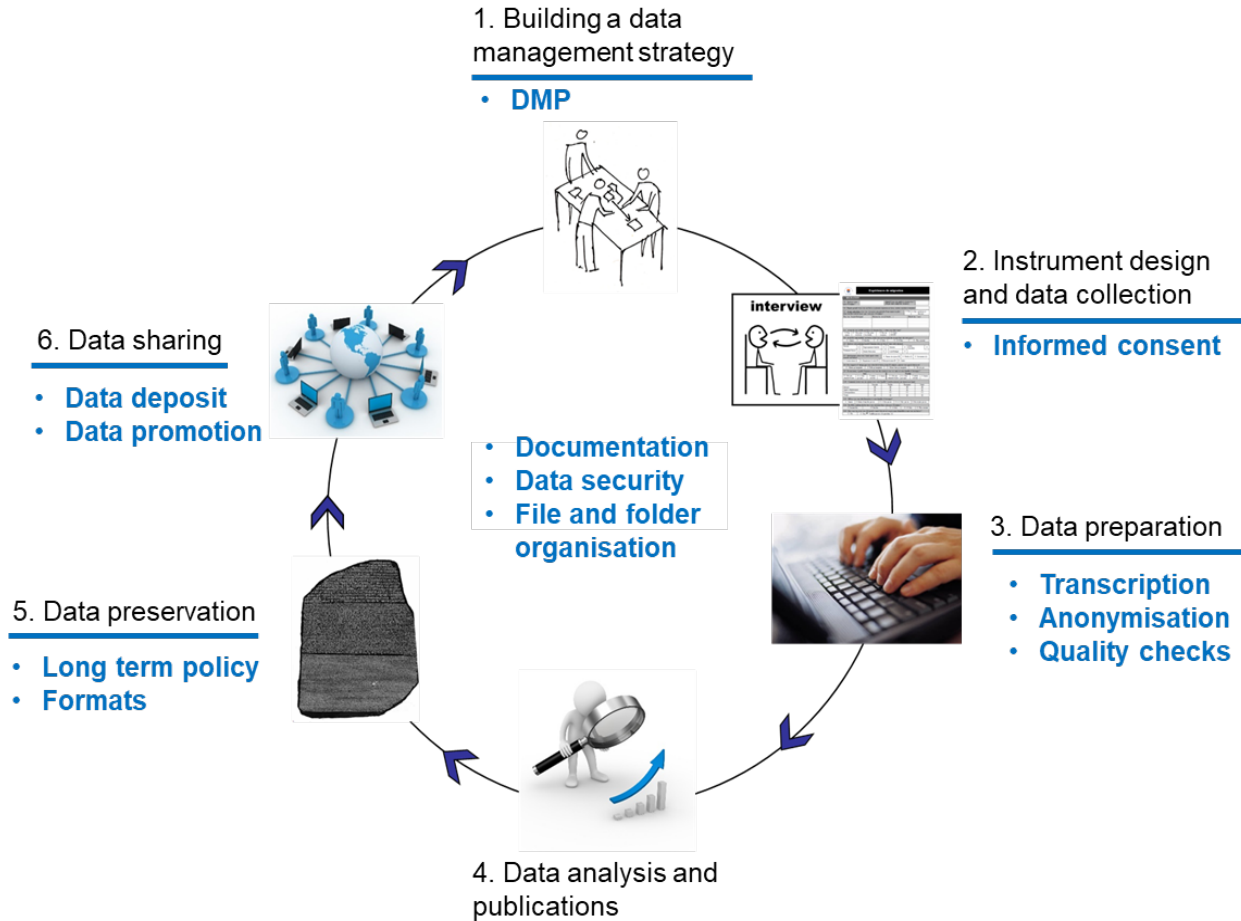 1. Building a data
management strategy
• DMP
2. Instrument design
and data collection
• Informed consent
interview
3. Data preparation
• Transcription
• Anonymisation
• Quality checks
4. Data analysis and
publications
5. Data preservation
• Long term policy
• Formats
6. Data sharing
• Data deposit
• Data promotion
• Documentation
• Data security
• File and folder
organisation